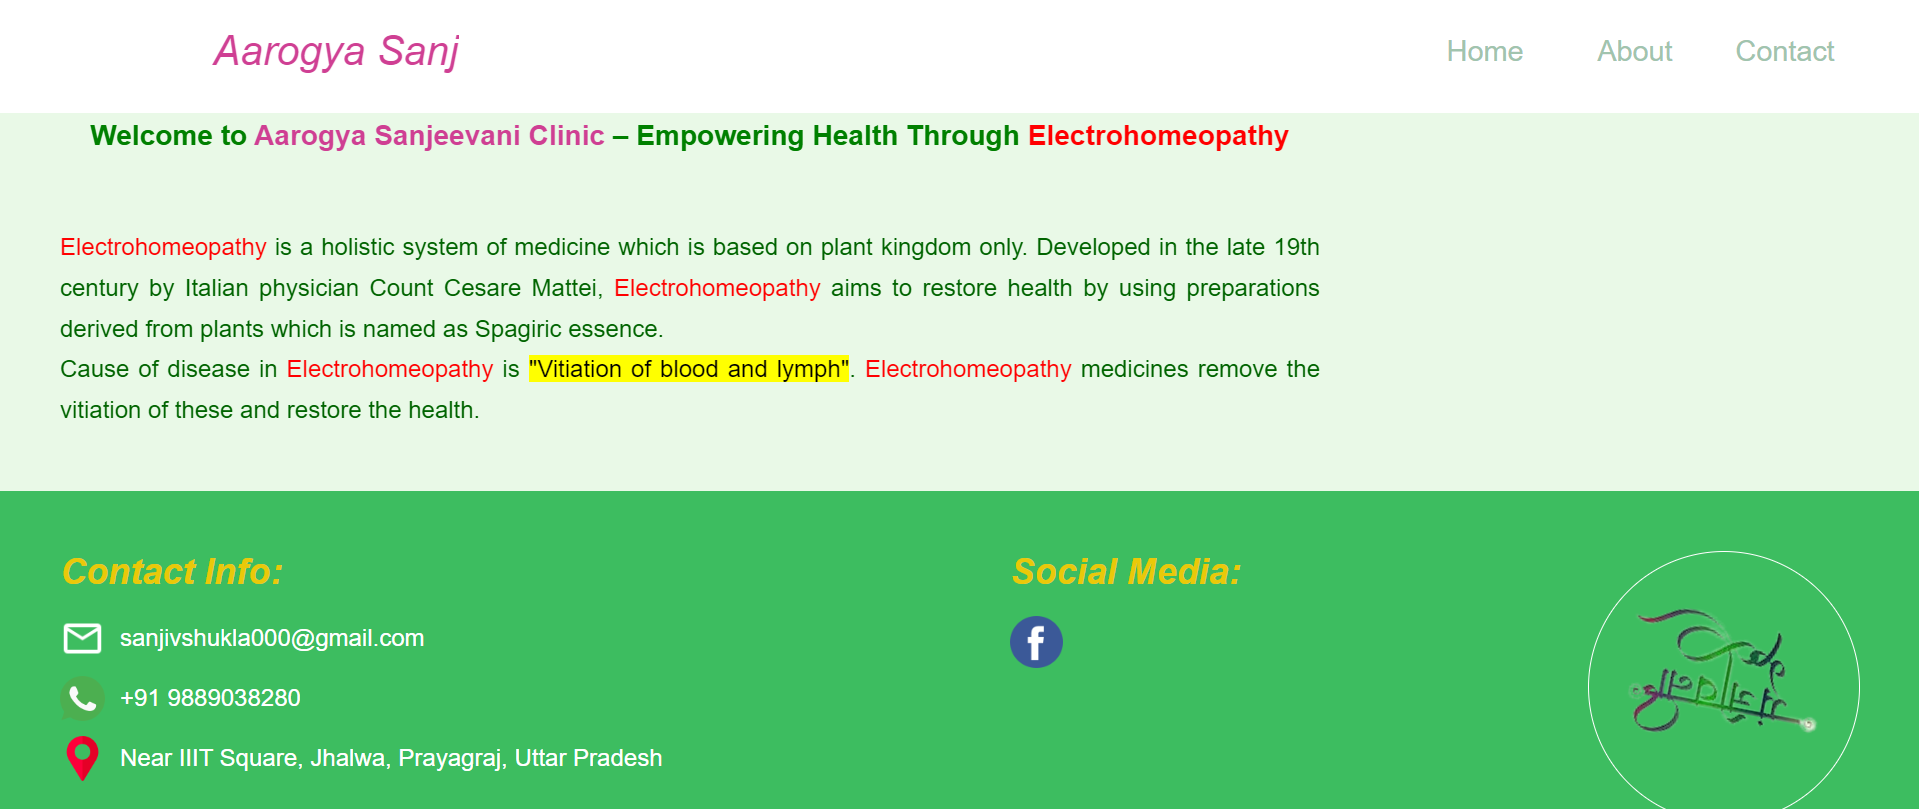 Aarogya Sanj
Home About Contact
Welcome to Aarogya Sanjeevani Clinic – Empowering Health Through Electrohomeopathy
Electrohomeopathy is a holistic system of medicine which is based on plant kingdom only. Developed in the late 19th
century by Italian physician Count Cesare Mattei, Electrohomeopathy aims to restore health by using preparations
derived from plants which is named as Spagiric essence.
Cause of disease in Electrohomeopathy is "Vitiation of blood and lymph". Electrohomeopathy medicines remove the
vitiation of these and restore the health.
Contact Info:
sanjivshukla000@gmail.com
+91 9889038280
Near IIIT Square, Jhalwa, Prayagraj, Uttar Pradesh
Social Media: